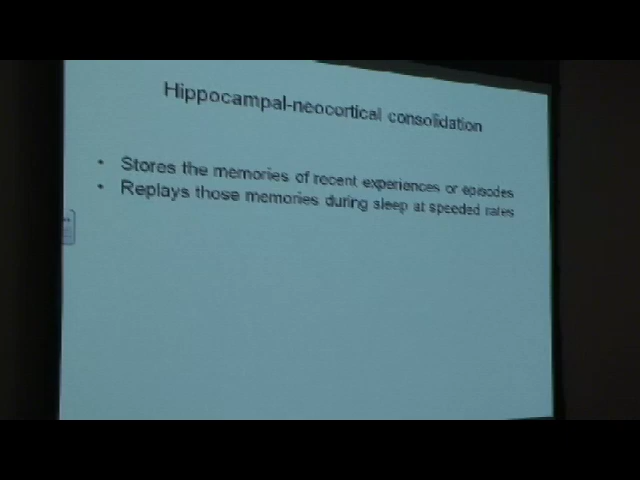 Hippocampal-neocortical consolidation
• Stores the memories of recent experiences or episodes
• Replays those memories during sleep at speeded rates